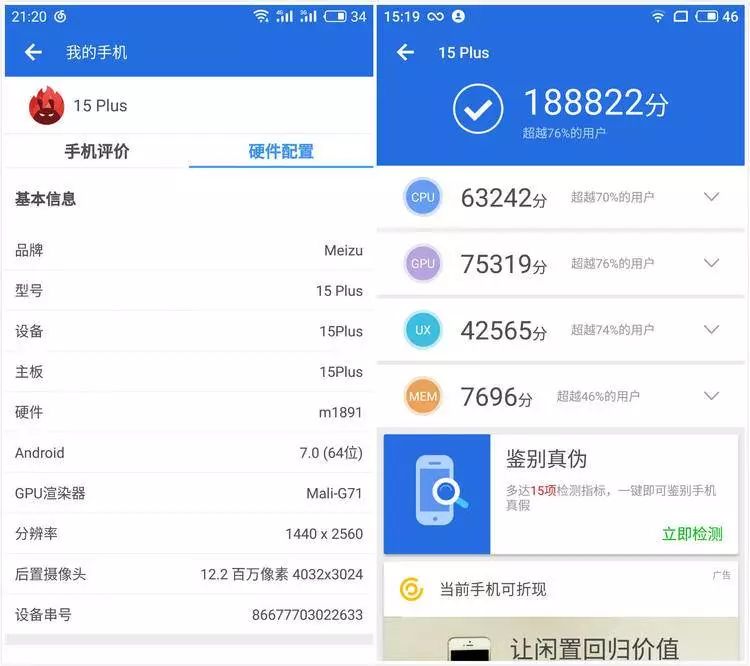 21:20
4G
3G
34
我的手机
15 Plus
手机评价
硬件配置
基本信息
品牌 Meizu
型号 15 Plus
设备 15Plus
主板 15Plus
硬件 m1891
Android 7.0 (64位)
GPU渲染器 Mali-G71
分辨率 1440 x 2560
后置摄像头 12.2 百万像素 4032x3024
设备串号 86677703022633
15:19
46
15 Plus
188822分
超越76%的用户
CPU 63242分 超越70%的用户
GPU 75319分 超越76%的用户
UX 42565分 超越74%的用户
MEM 7696分 超越46%的用户
鉴别真伪
多达15项检测指标，一键即可鉴别手机
真假
立即检测
广告
当前手机可折现
让闲置回归价值